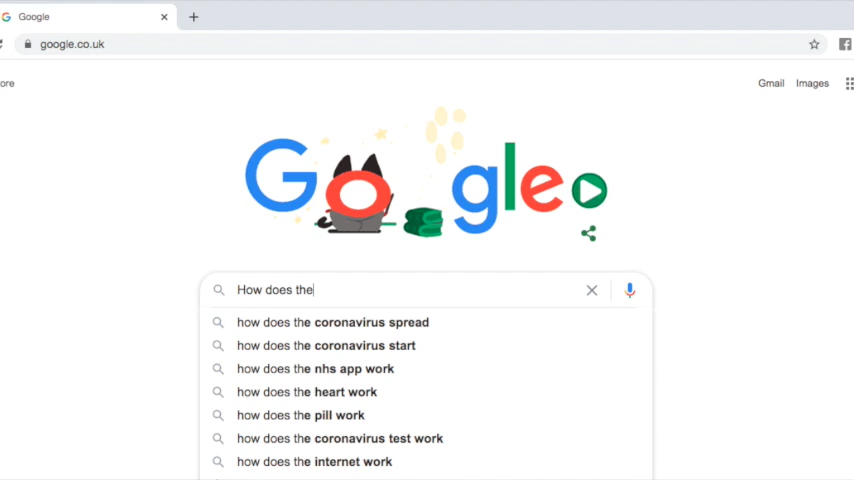 Google
google.co.uk
ore
Gmail Images
Google
How does the
how does the coronavirus spread
how does the coronavirus start
how does the nhs app work
how does the heart work
how does the pill work
how does the coronavirus test work
how does the internet work